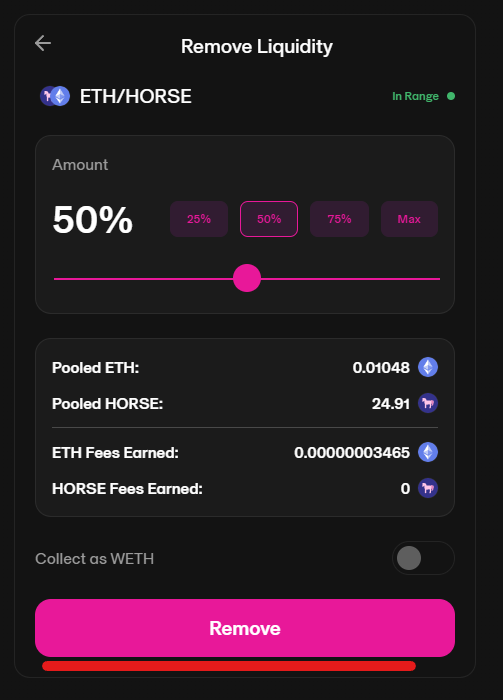 Remove Liquidity
ETH/HORSE In Range
Amount
50% 25% 50% 75% Max
Pooled ETH: 0.01048
Pooled HORSE: 24.91
ETH Fees Earned: 0.00000003465
HORSE Fees Earned: 0
Collect as WETH
Remove